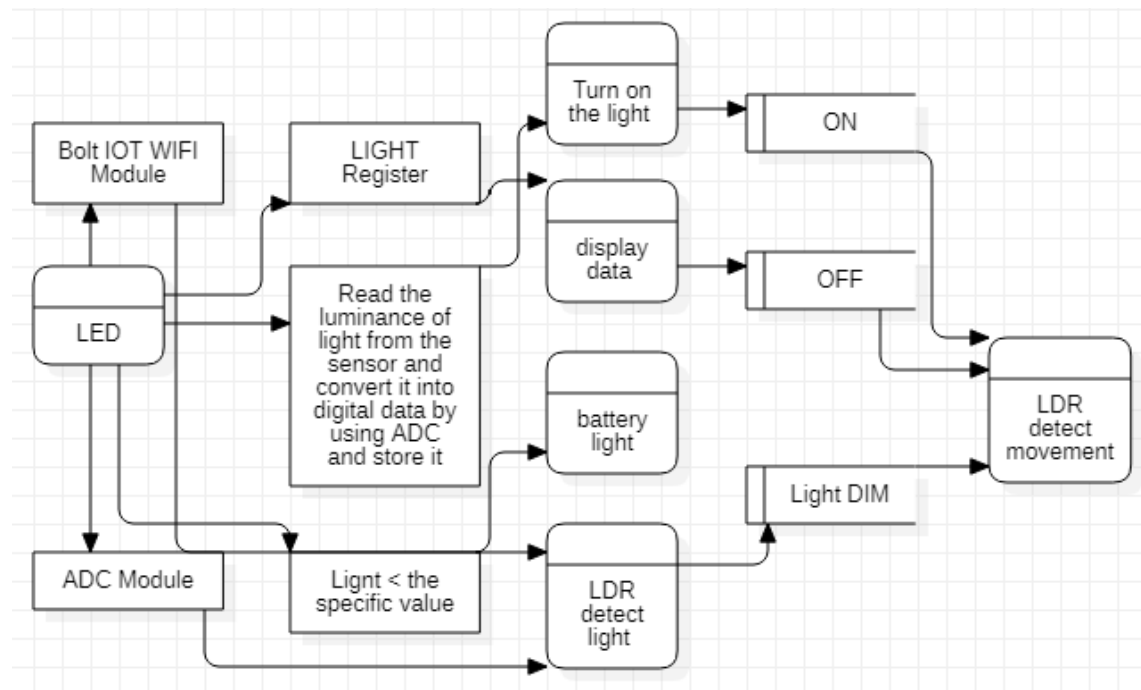 Bolt IOT WIFI
Module
LIGHT
Register
Turn on
the light
ON
LED
Read the
luminance of
light from the
sensor and
convert it into
digital data by
using ADC
and store it
display
data
OFF
battery
light
LDR
detect
movement
Light DIM
ADC Module
Lignt < the
specific value
LDR
detect
light